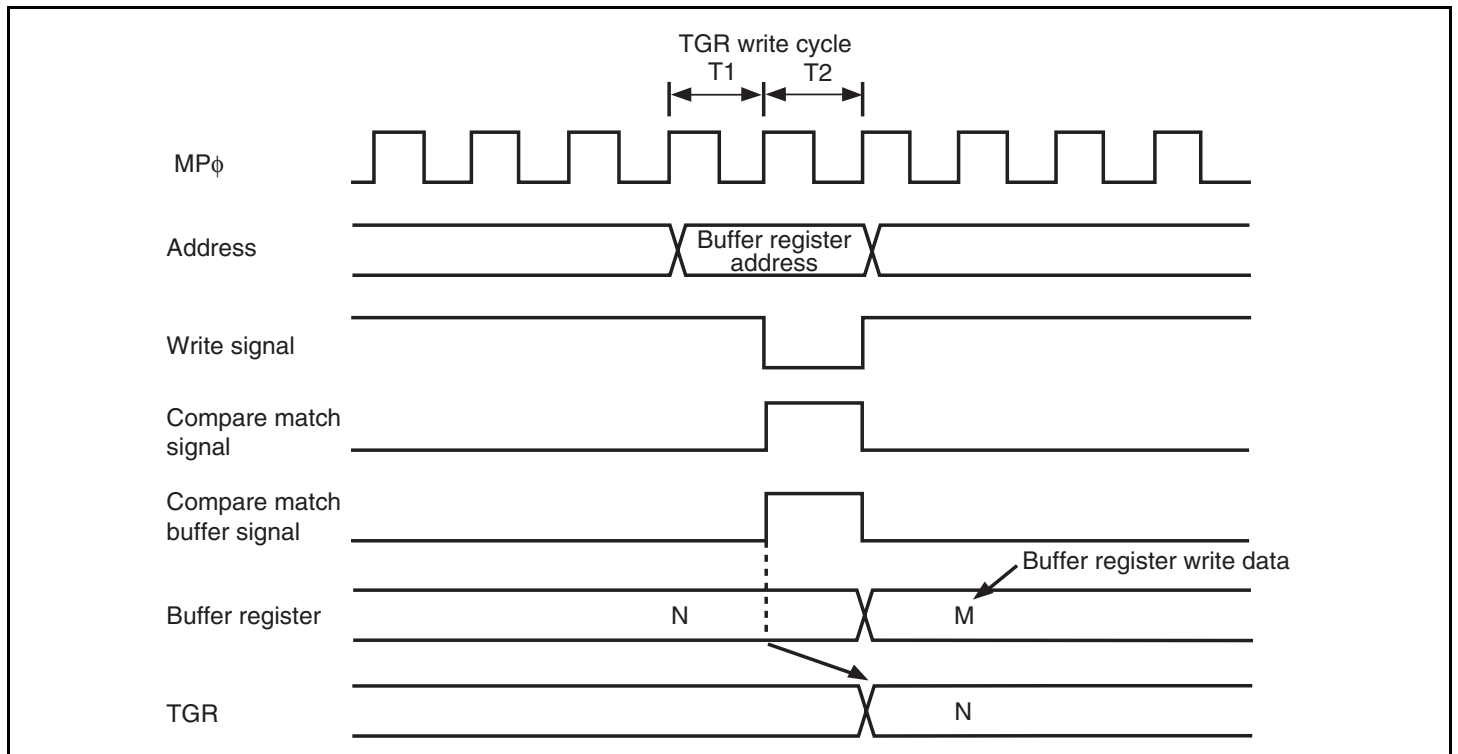 TGR write cycle
T1 T2
MPϕ
Address
Buffer register
address
Write signal
Compare match
signal
Compare match
buffer signal
Buffer register write data
Buffer register
N M
TGR
N